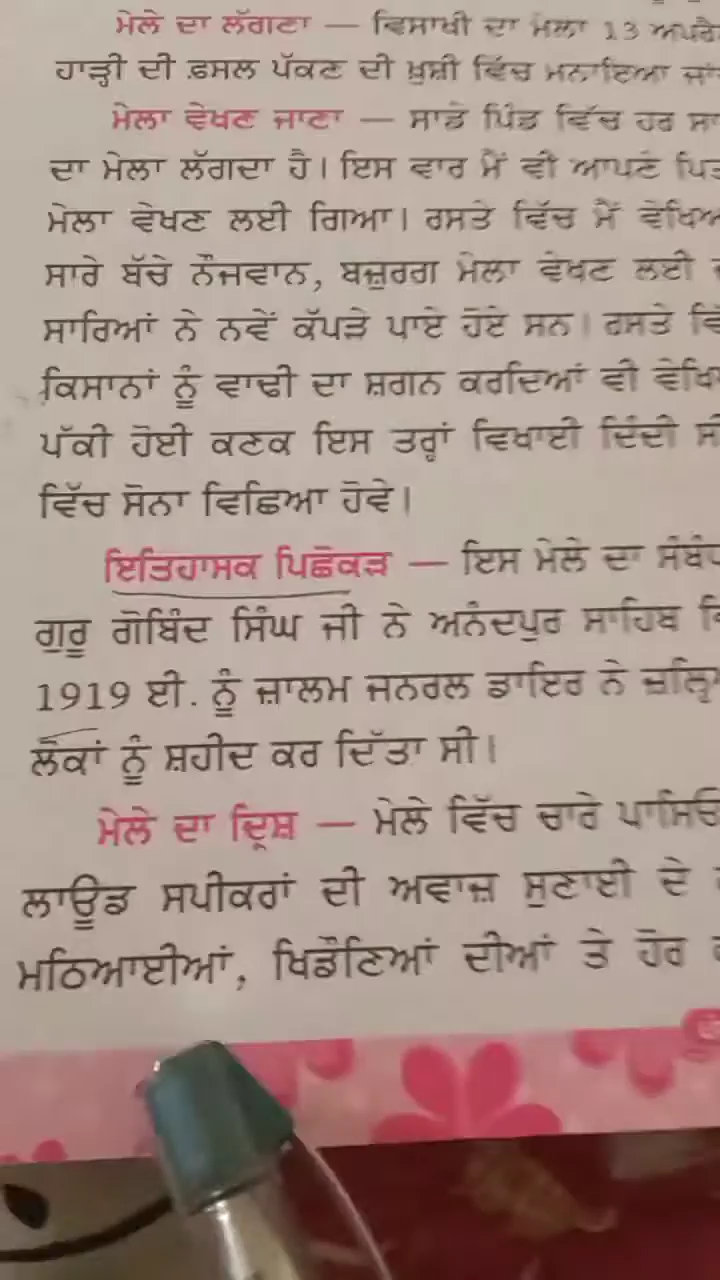 ਮੇਲੇ ਦਾ ਲੱਗਣਾ — ਵਿਸਾਖੀ ਦਾ ਮੇਲਾ 13
ਹਾੜ੍ਹੀ ਦੀ ਫ਼ਸਲ ਪੱਕਣ ਦੀ ਖ਼ੁਸ਼ੀ ਵਿੱਚ ਮਨਾਇਆ
ਮੇਲਾ ਵੇਖਣ ਜਾਣਾ — ਸਾਡੇ ਪਿੰਡ ਵਿੱਚ ਹਰ
ਦਾ ਮੇਲਾ ਲੱਗਦਾ ਹੈ। ਇਸ ਵਾਰ ਮੈਂ ਵੀ ਆਪਣੇ
ਮੇਲਾ ਵੇਖਣ ਲਈ ਗਿਆ। ਰਸਤੇ ਵਿੱਚ ਮੈਂ
ਸਾਰੇ ਬੱਚੇ ਨੌਜਵਾਨ, ਬਜ਼ੁਰਗ ਮੇਲਾ ਵੇਖਣ ਲਈ
ਸਾਰਿਆਂ ਨੇ ਨਵੇਂ ਕੱਪੜੇ ਪਾਏ ਹੋਏ ਸਨ। ਰਸਤੇ
ਕਿਸਾਨਾਂ ਨੂੰ ਵਾਢੀ ਦਾ ਸ਼ਗਨ ਕਰਦਿਆਂ ਵੀ
ਪੱਕੀ ਹੋਈ ਕਣਕ ਇਸ ਤਰ੍ਹਾਂ ਵਿਖਾਈ ਦਿੰਦੀ
ਵਿੱਚ ਸੋਨਾ ਵਿਛਿਆ ਹੋਵੇ।
ਇਤਿਹਾਸਕ ਪਿਛੋਕੜ — ਇਸ ਮੇਲੇ ਦਾ
ਗੁਰੂ ਗੋਬਿੰਦ ਸਿੰਘ ਜੀ ਨੇ ਅਨੰਦਪੁਰ ਸਾਹਿਬ
1919 ਈ. ਨੂੰ ਜ਼ਾਲਮ ਜਨਰਲ ਡਾਇਰ ਨੇ
ਲੋਕਾਂ ਨੂੰ ਸ਼ਹੀਦ ਕਰ ਦਿੱਤਾ ਸੀ।
ਮੇਲੇ ਦਾ ਦ੍ਰਿਸ਼ — ਮੇਲੇ ਵਿੱਚ ਚਾਰੇ
ਲਾਊਡ ਸਪੀਕਰਾਂ ਦੀ ਅਵਾਜ਼ ਸੁਣਾਈ ਦੇ
ਮਠਿਆਈਆਂ, ਖਿਡੌਣਿਆਂ ਦੀਆਂ ਤੇ ਹੋਰ